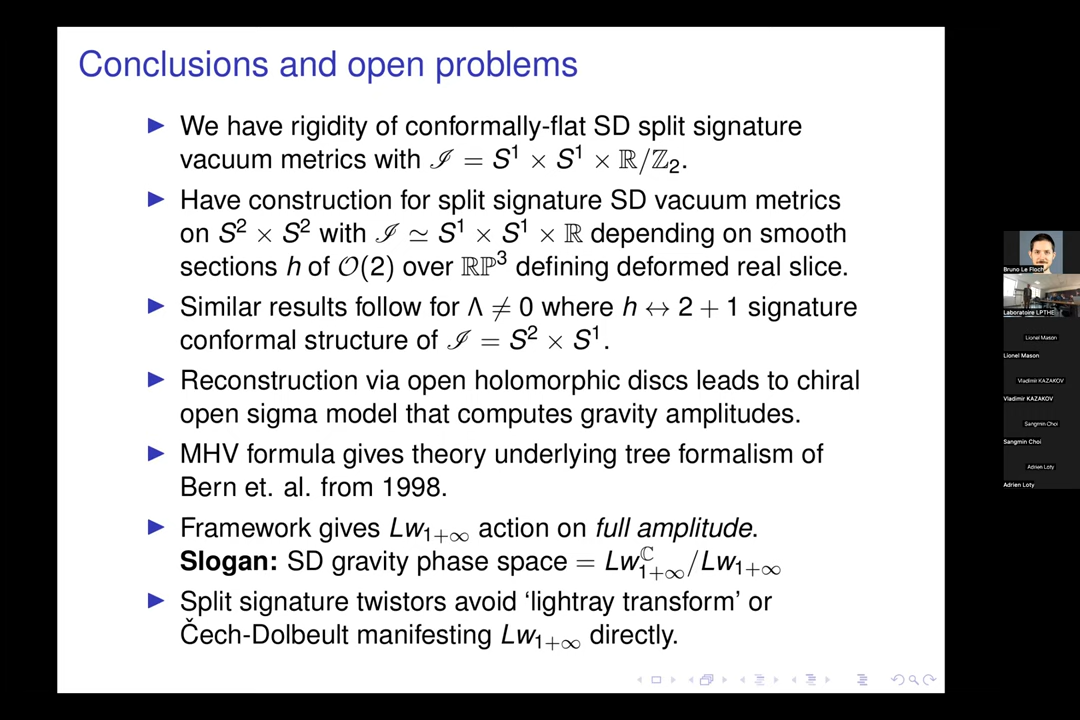 Conclusions and open problems
▶ We have rigidity of conformally-flat SD split signature
vacuum metrics with ℐ = S¹ × S¹ × ℝ/ℤ₂.
▶ Have construction for split signature SD vacuum metrics
on S² × S² with ℐ ≃ S¹ × S¹ × ℝ depending on smooth
sections h of 𝒪(2) over ℝℙ³ defining deformed real slice.
▶ Similar results follow for Λ ≠ 0 where h ↔ 2 + 1 signature
conformal structure of ℐ = S² × S¹.
▶ Reconstruction via open holomorphic discs leads to chiral
open sigma model that computes gravity amplitudes.
▶ MHV formula gives theory underlying tree formalism of
Bern et. al. from 1998.
▶ Framework gives Lw₁₊∞ action on full amplitude.
Slogan: SD gravity phase space = Lw^ℂ₁₊∞/Lw₁₊∞
▶ Split signature twistors avoid ‘lightray transform’ or
Čech-Dolbeult manifesting Lw₁₊∞ directly.
Bruno Le Floch
Laboratoire LPTHE
Lionel Mason
Lionel Mason
Vladimir KAZAKOV
Vladimir KAZAKOV
Sangmin Choi
Sangmin Choi
Adrien Loty
Adrien Loty